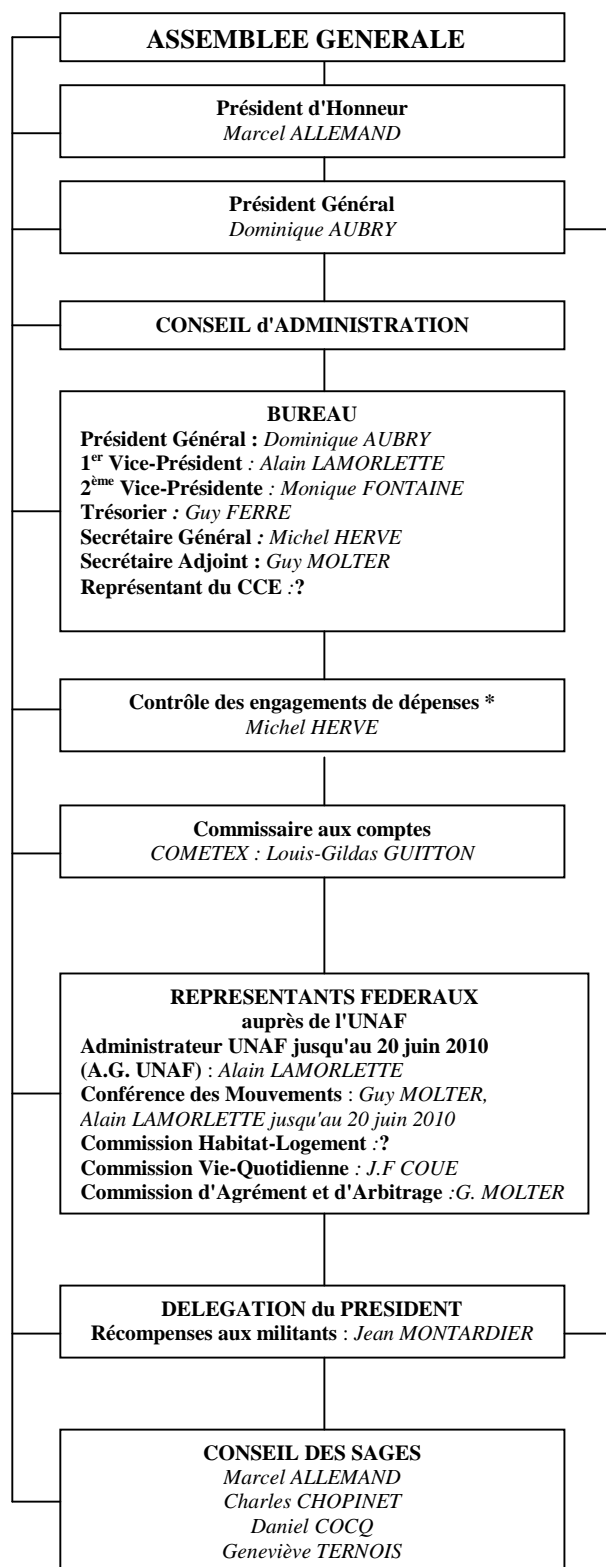 ASSEMBLEE GENERALE
Président d'Honneur
Marcel ALLEMAND
Président Général
Dominique AUBRY
CONSEIL d'ADMINISTRATION
BUREAU
Président Général : Dominique AUBRY
1er Vice-Président : Alain LAMORLETTE
2ème Vice-Présidente : Monique FONTAINE
Trésorier : Guy FERRE
Secrétaire Général : Michel HERVE
Secrétaire Adjoint : Guy MOLTER
Représentant du CCE :?
Contrôle des engagements de dépenses *
Michel HERVE
Commissaire aux comptes
COMETEX : Louis-Gildas GUITTON
REPRESENTANTS FEDERAUX
auprès de l'UNAF
Administrateur UNAF jusqu'au 20 juin 2010
(A.G. UNAF) : Alain LAMORLETTE
Conférence des Mouvements : Guy MOLTER,
Alain LAMORLETTE jusqu'au 20 juin 2010
Commission Habitat-Logement :?
Commission Vie-Quotidienne : J.F COUE
Commission d'Agrément et d'Arbitrage :G. MOLTER
DELEGATION du PRESIDENT
Récompenses aux militants : Jean MONTARDIER
CONSEIL DES SAGES
Marcel ALLEMAND
Charles CHOPINET
Daniel COCQ
Geneviève TERNOIS